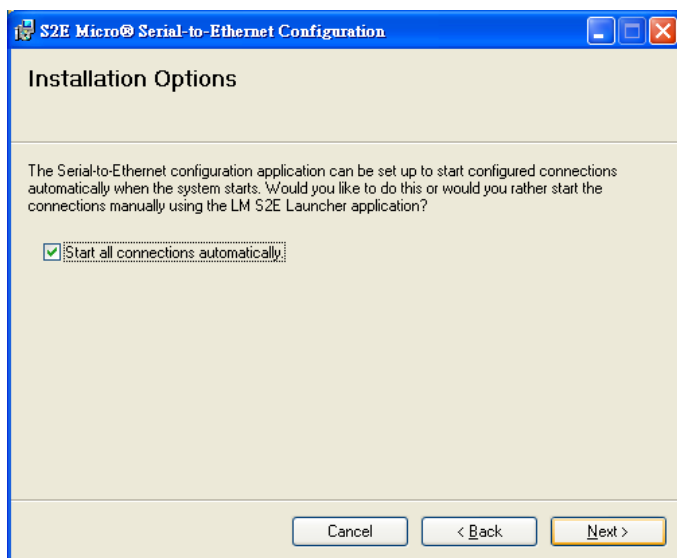 S2E Micro® Serial-to-Ethernet Configuration
Installation Options
The Serial-to-Ethernet configuration application can be set up to start configured connections
automatically when the system starts. Would you like to do this or would you rather start the
connections manually using the LM S2E Launcher application?
Start all connections automatically.
Cancel
< Back
Next >